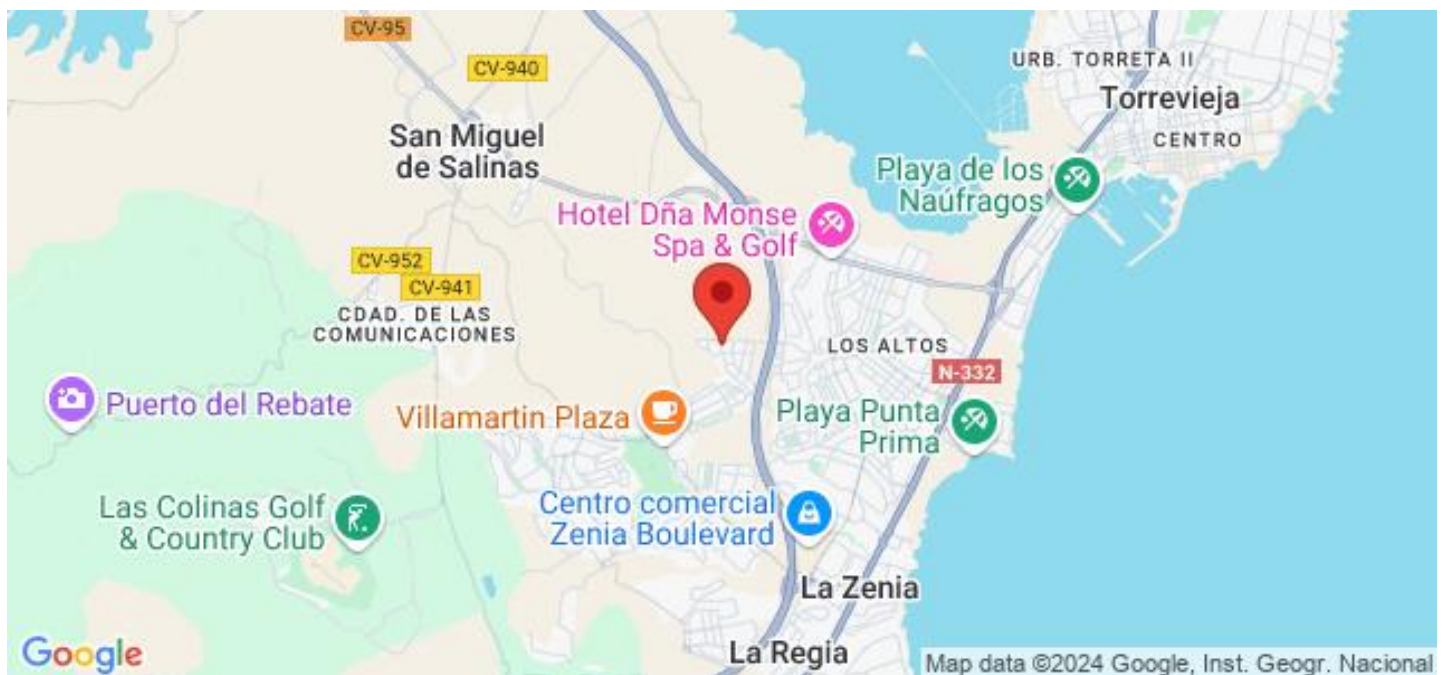 CV-95
CV-940
URB. TORRETA II
Torrevieja
CENTRO
San Miguel
de Salinas
Playa de los
Naúfragos
Hotel Dña Monse
Spa & Golf
CV-952
CV-941
CDAD. DE LAS
COMUNICACIONES
LOS ALTOS
N-332
Puerto del Rebate
Villamartin Plaza
Playa Punta
Prima
Las Colinas Golf
& Country Club
Centro comercial
Zenia Boulevard
La Zenia
La Regia
Google
Map data ©2024 Google, Inst. Geogr. Nacional